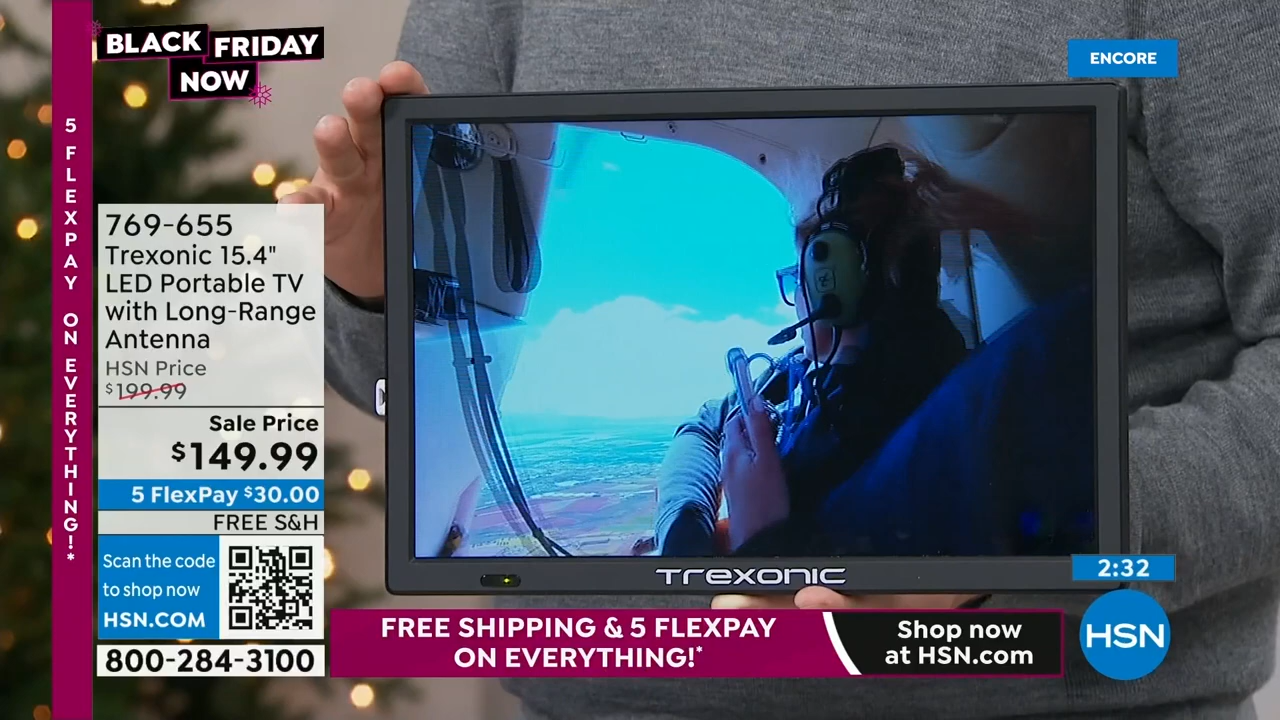 BLACK FRIDAY
NOW
ENCORE
5 FLEXPAY ON EVERYTHING!*
769-655
Trexonic 15.4"
LED Portable TV
with Long-Range
Antenna
HSN Price
$199.99
Sale Price
$149.99
5 FlexPay $30.00
FREE S&H
Scan the code
to shop now
HSN.COM
800-284-3100
TREXONIC
2:32
FREE SHIPPING & 5 FLEXPAY
ON EVERYTHING!*
Shop now
at HSN.com
HSN